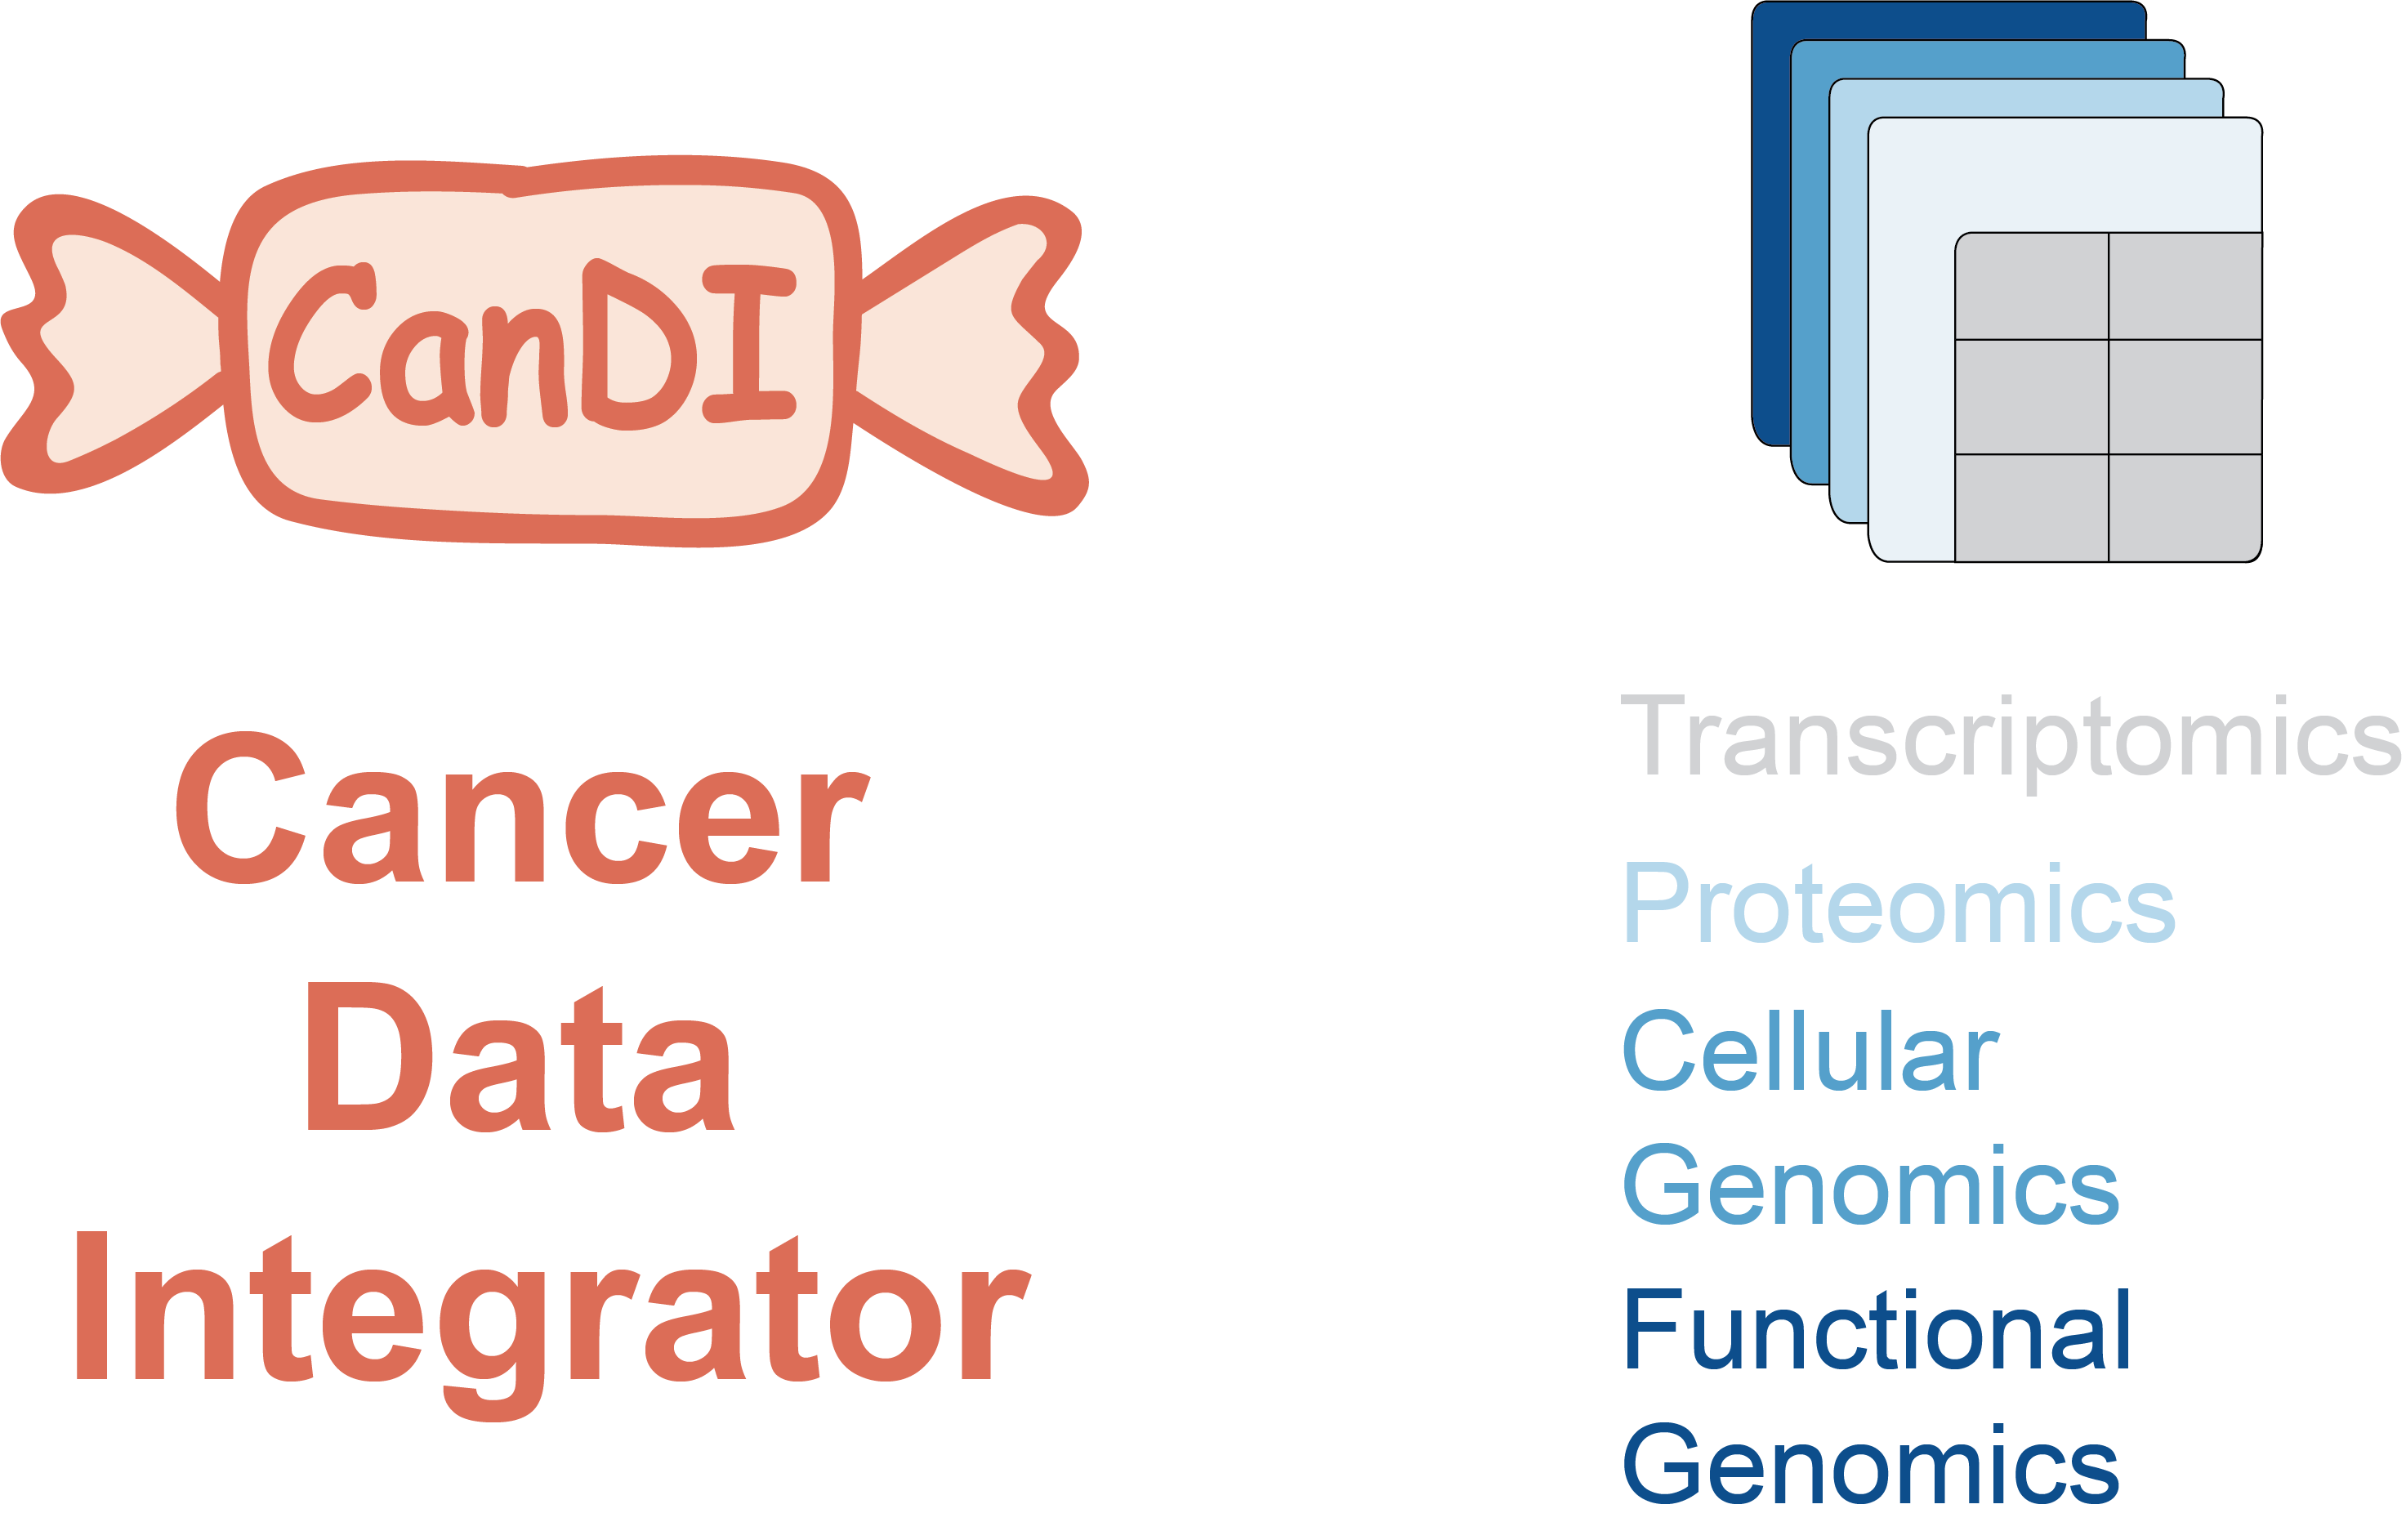 CanDI
Cancer
Data
Integrator
Transcriptomics
Proteomics
Cellular
Genomics
Functional
Genomics